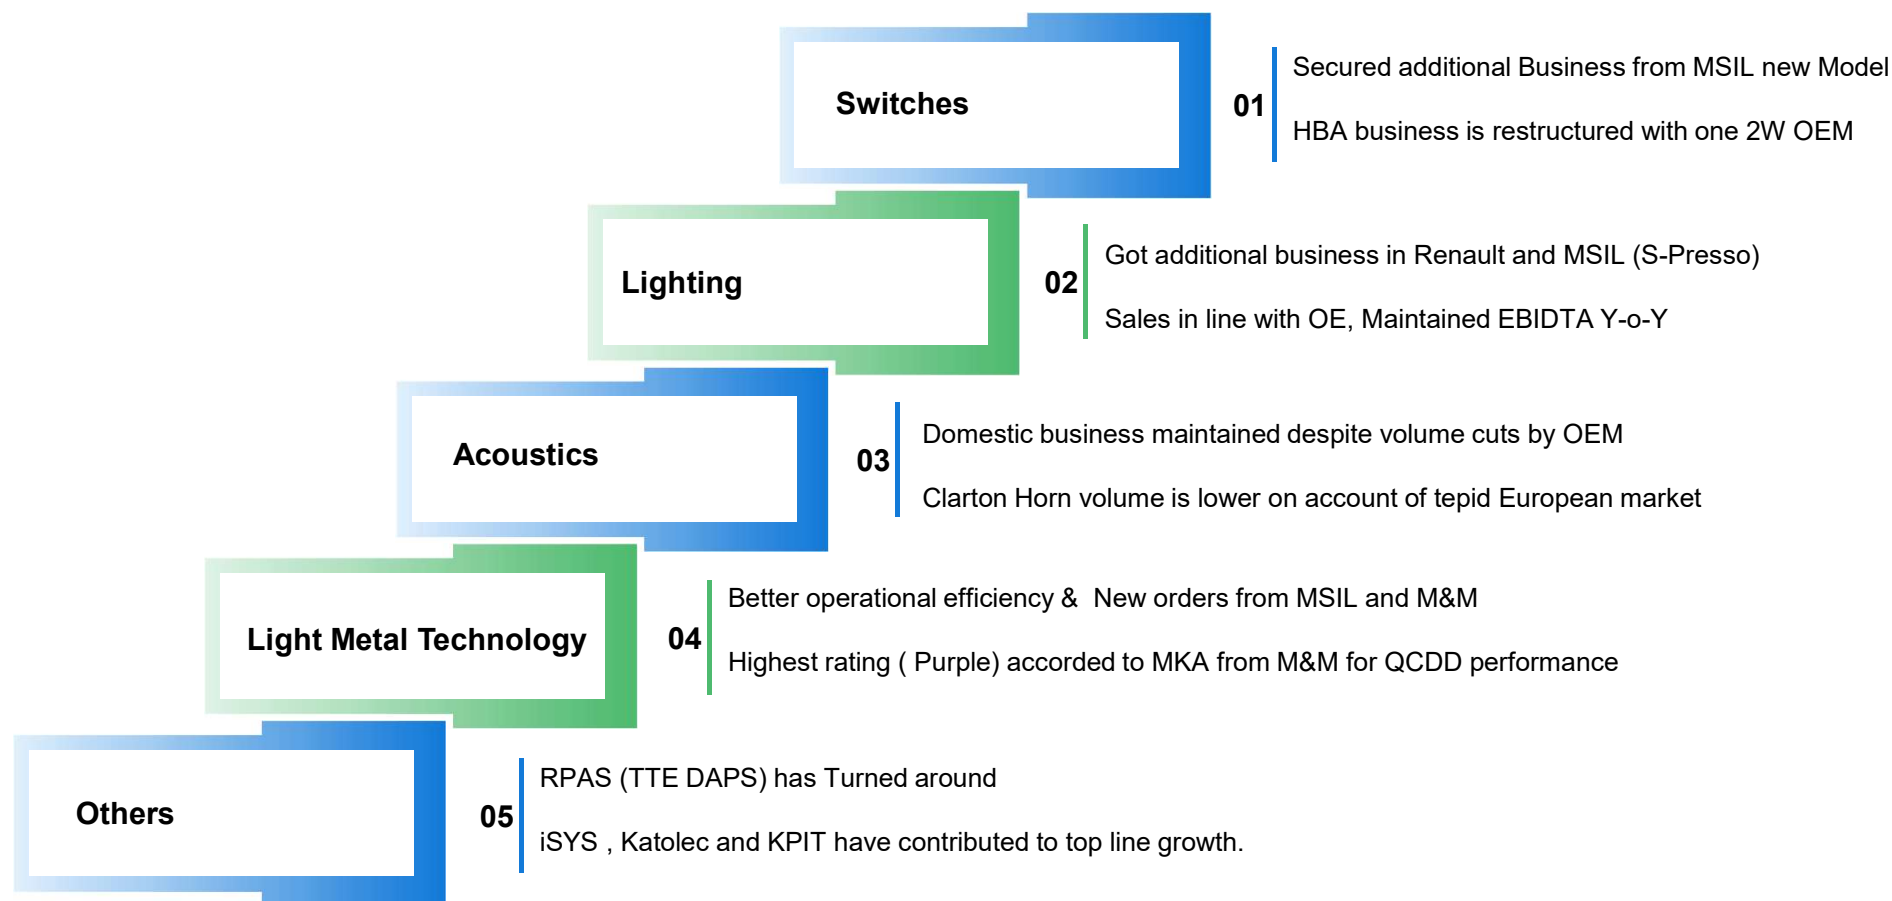 Switches
01
Secured additional Business from MSIL new Model
HBA business is restructured with one 2W OEM
Lighting
02
Got additional business in Renault and MSIL (S-Presso)
Sales in line with OE, Maintained EBIDTA Y-o-Y
Acoustics
03
Domestic business maintained despite volume cuts by OEM
Clarton Horn volume is lower on account of tepid European market
Light Metal Technology
04
Better operational efficiency &  New orders from MSIL and M&M
Highest rating ( Purple) accorded to MKA from M&M for QCDD performance
Others
05
RPAS (TTE DAPS) has Turned around
iSYS , Katolec and KPIT have contributed to top line growth.